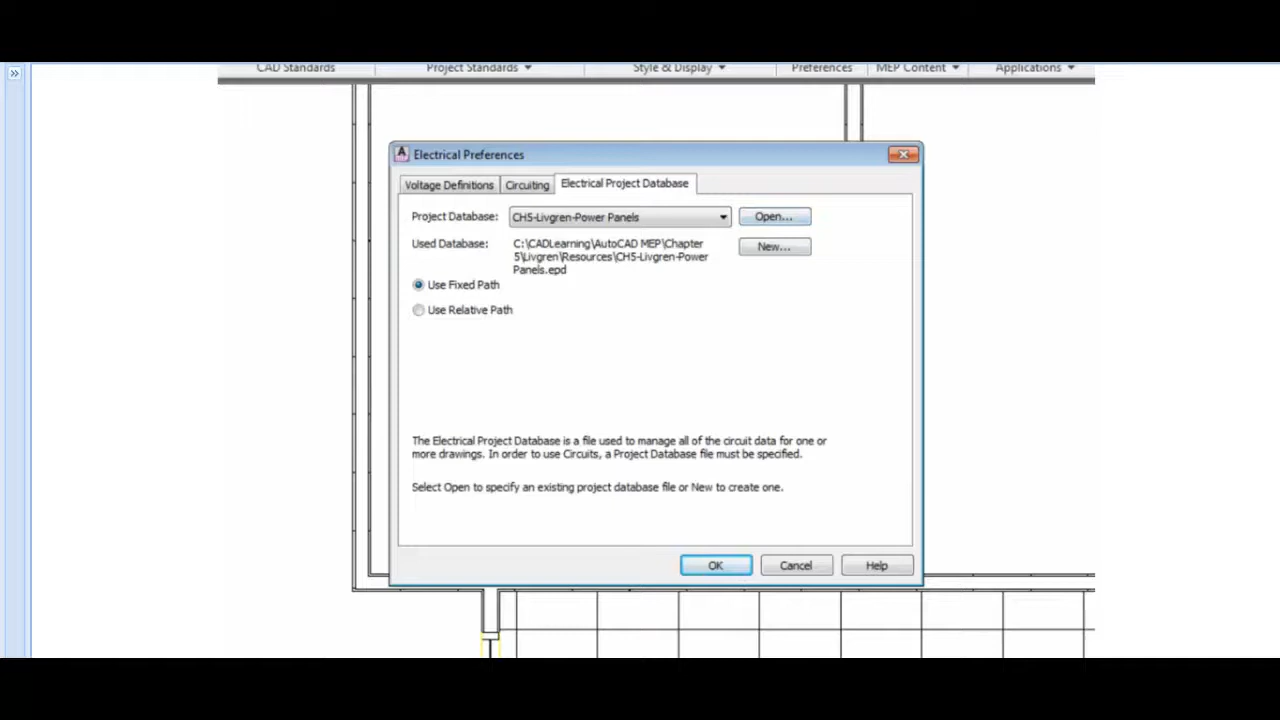 »
CAD Standards Project Standards Style & Display Preferences MEP Content Applications
Electrical Preferences
Voltage Definitions Circuiting Electrical Project Database
Project Database: CH5-Livgren-Power Panels Open...
Used Database: C:\CADLearning\AutoCAD MEP\Chapter New...
5\Livgren\Resources\CH5-Livgren-Power
Panels.epd
Use Fixed Path
Use Relative Path
The Electrical Project Database is a file used to manage all of the circuit data for one or
more drawings. In order to use Circuits, a Project Database file must be specified.
Select Open to specify an existing project database file or New to create one.
OK Cancel Help